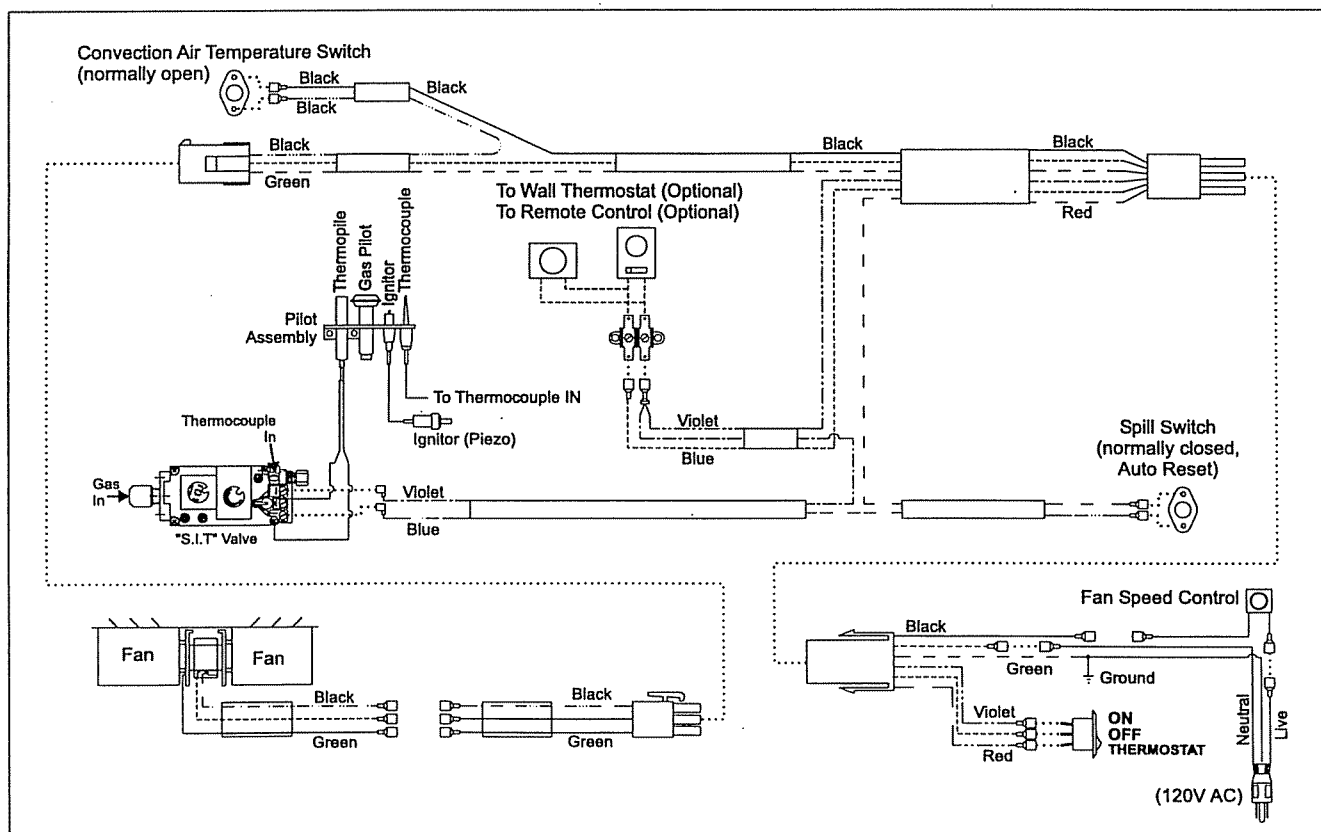 Convection Air Temperature Switch
(normally open)
Black
Black
Black
Black
Green
Black
Black
Red
To Wall Thermostat (Optional)
To Remote Control (Optional)
Thermopile
Gas Pilot
Ignitor
Thermocouple
Pilot
Assembly
To Thermocouple IN
Ignitor (Piezo)
Thermocouple
In
Gas
In
"S.I.T" Valve
Violet
Blue
Violet
Blue
Spill Switch
(normally closed,
Auto Reset)
Fan
Fan
Black
Green
Black
Green
Fan Speed Control
Black
Green
Ground
Violet
Red
ON
OFF
THERMOSTAT
Neutral
Live
(120V AC)